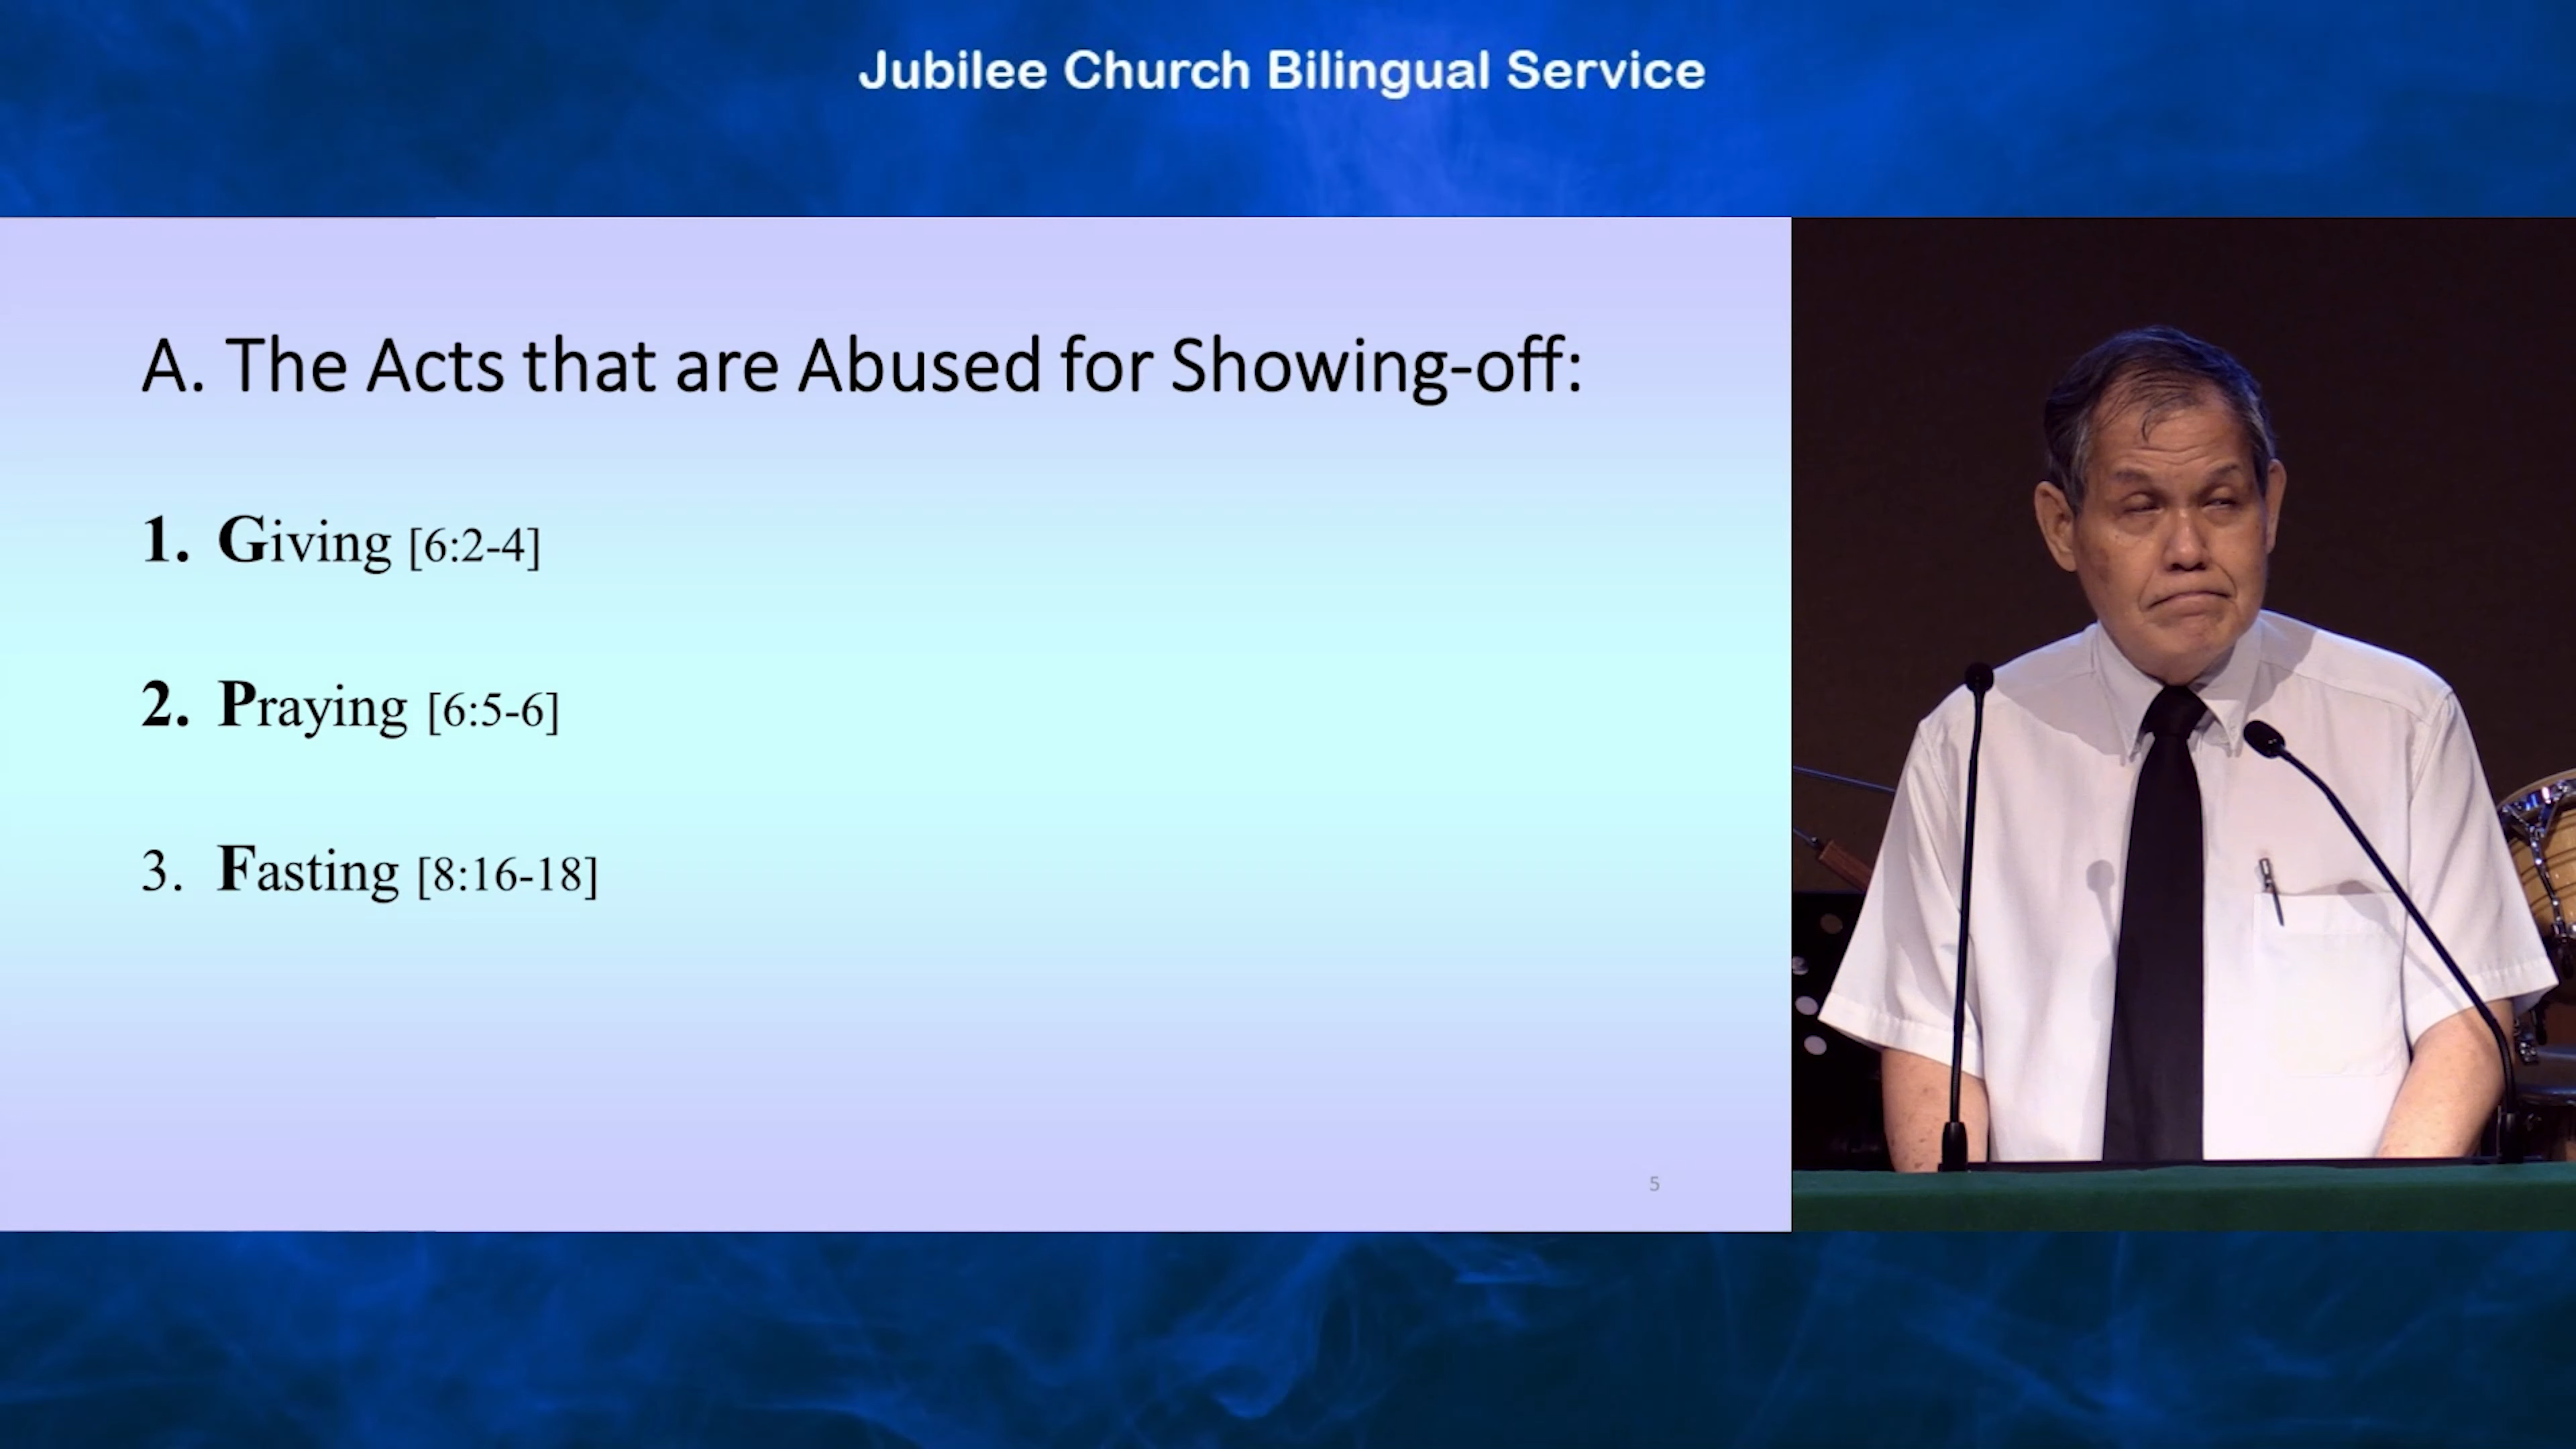 Jubilee Church Bilingual Service
A. The Acts that are Abused for Showing-off:
1. Giving [6:2-4]
2. Praying [6:5-6]
3. Fasting [8:16-18]
5